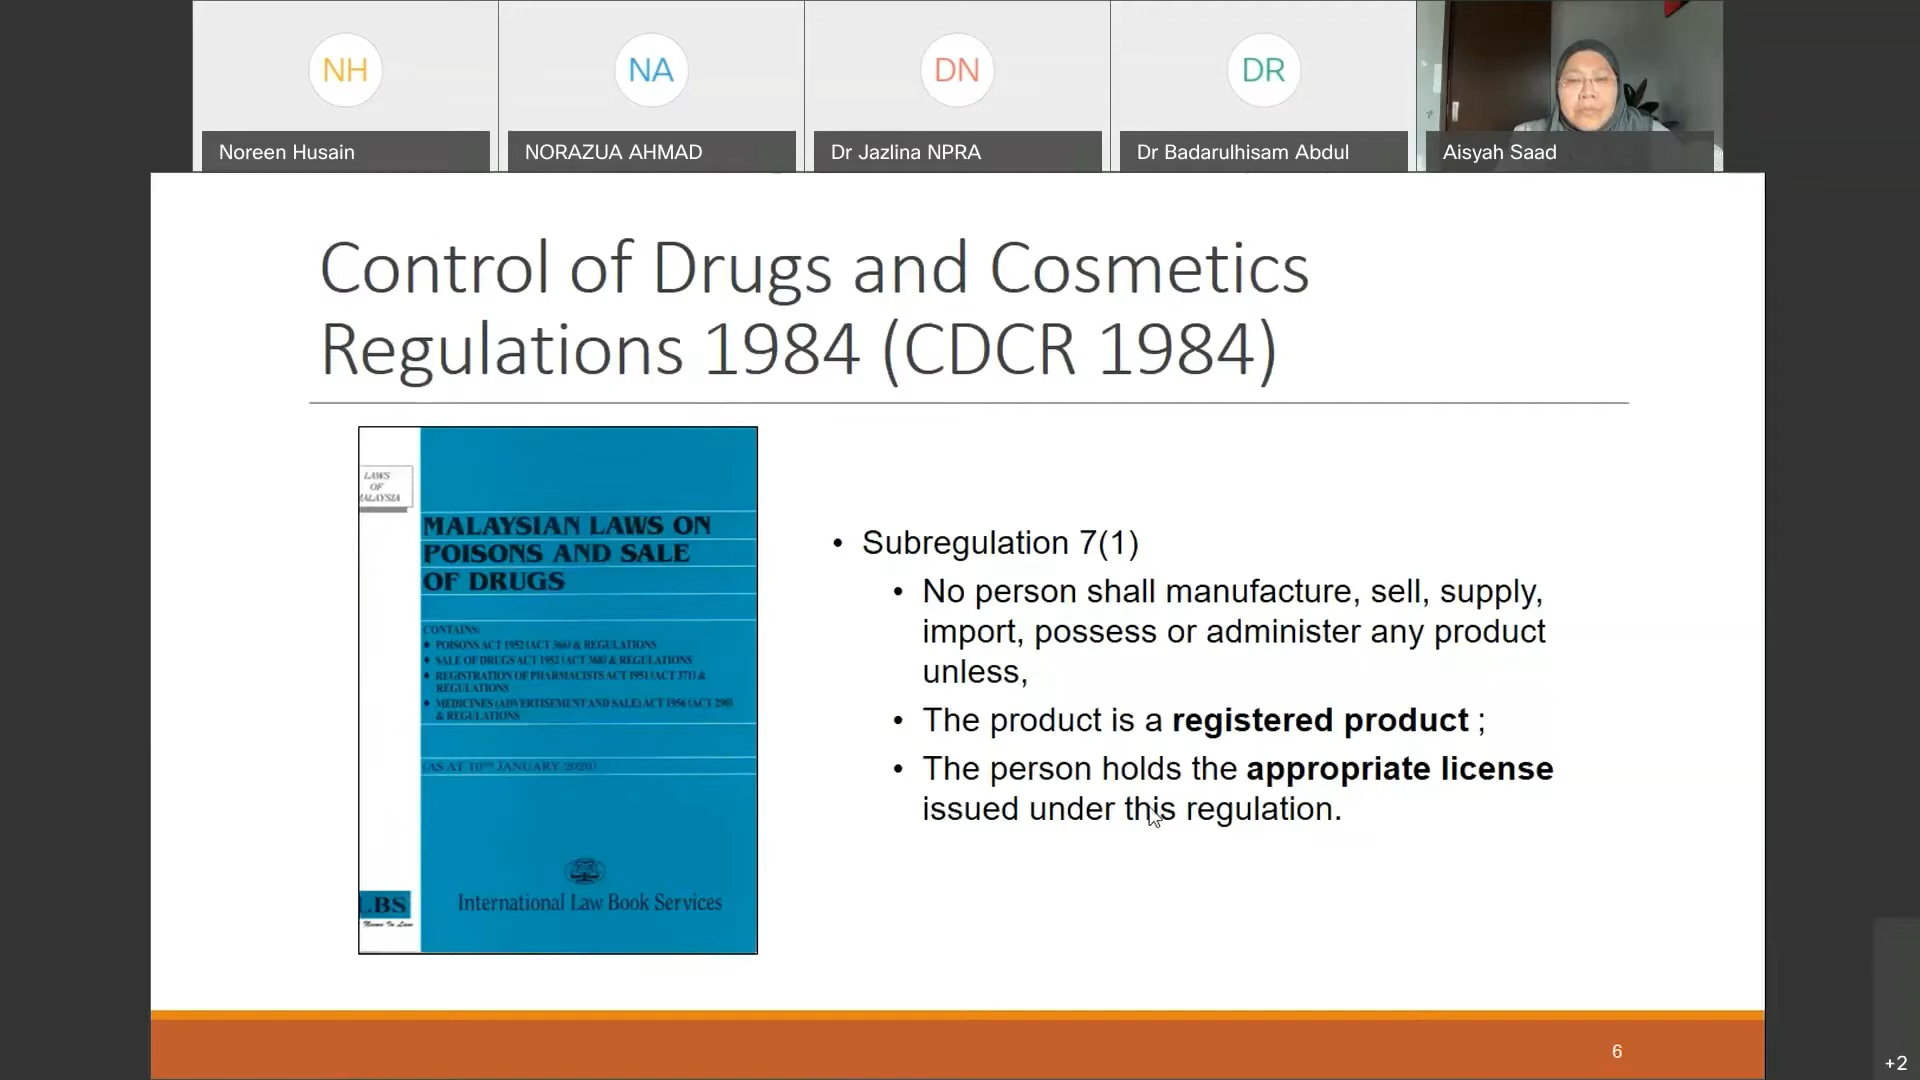 NH
NA
DN
DR
Noreen Husain
NORAZUA AHMAD
Dr Jazlina NPRA
Dr Badarulhisam Abdul
Aisyah Saad
Control of Drugs and Cosmetics
Regulations 1984 (CDCR 1984)
LAWS
OF
ALAYSIA
MALAYSIAN LAWS ON
POISONS AND SALE
OF DRUGS
CONTAINS:
• POISONS ACT 1952 (ACT 366) & REGULATIONS
• SALE OF DRUGS ACT 1952 (ACT 368) & REGULATIONS
• REGISTRATION OF PHARMACISTS ACT 1951 (ACT 371) &
REGULATIONS
• MEDICINES (ADVERTISEMENT AND SALE) ACT 1956 (ACT 290)
& REGULATIONS
(AS AT 10TH JANUARY 2020)
LBS
International Law Book Services
• Subregulation 7(1)
• No person shall manufacture, sell, supply,
import, possess or administer any product
unless,
• The product is a registered product ;
• The person holds the appropriate license
issued under this regulation.
6
+2